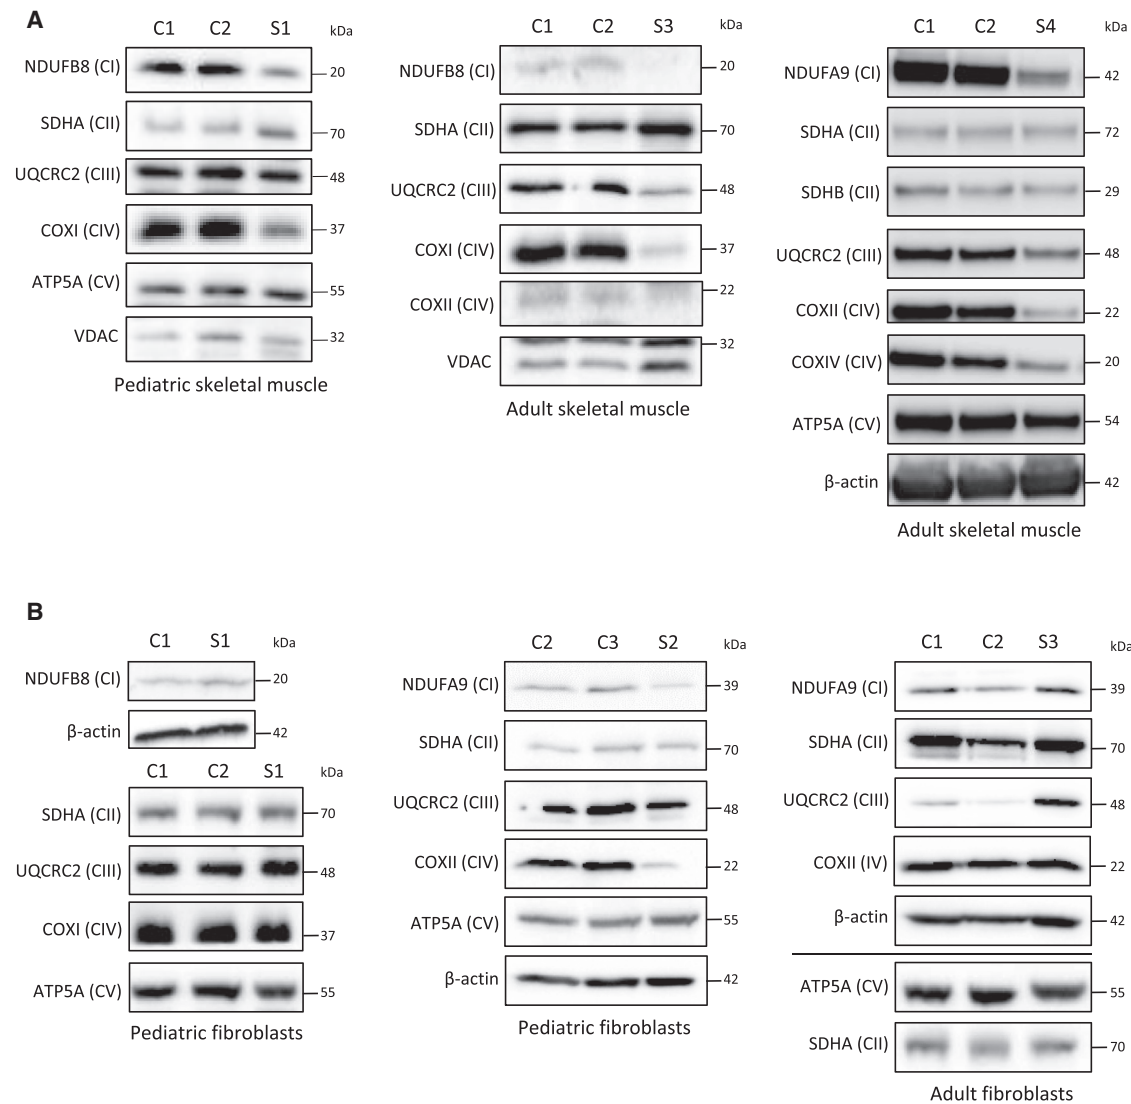 A
C1 C2 S1 kDa
NDUFB8 (CI) 20
SDHA (CII) 70
UQCRC2 (CIII) 48
COXI (CIV) 37
ATP5A (CV) 55
VDAC 32
Pediatric skeletal muscle
C1 C2 S3 kDa
NDUFB8 (CI) 20
SDHA (CII) 70
UQCRC2 (CIII) 48
COXI (CIV) 37
COXII (CIV) 22
VDAC 32
Adult skeletal muscle
C1 C2 S4 kDa
NDUFA9 (CI) 42
SDHA (CII) 72
SDHB (CII) 29
UQCRC2 (CIII) 48
COXII (CIV) 22
COXIV (CIV) 20
ATP5A (CV) 54
β-actin 42
Adult skeletal muscle
B
C1 S1 kDa
NDUFB8 (CI) 20
β-actin 42
C1 C2 S1 kDa
SDHA (CII) 70
UQCRC2 (CIII) 48
COXI (CIV) 37
ATP5A (CV) 55
Pediatric fibroblasts
C2 C3 S2 kDa
NDUFA9 (CI) 39
SDHA (CII) 70
UQCRC2 (CIII) 48
COXII (CIV) 22
ATP5A (CV) 55
β-actin 42
Pediatric fibroblasts
C1 C2 S3 kDa
NDUFA9 (CI) 39
SDHA (CII) 70
UQCRC2 (CIII) 48
COXII (IV) 22
β-actin 42
ATP5A (CV) 55
SDHA (CII) 70
Adult fibroblasts